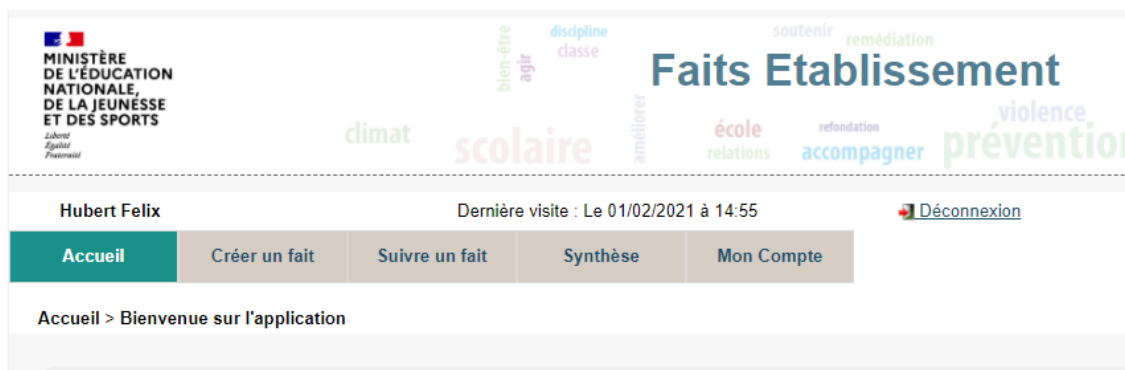 MINISTÈRE
DE L'ÉDUCATION
NATIONALE,
DE LA JEUNESSE
ET DES SPORTS
Liberté
Égalité
Fraternité
bien-être
agir
discipline
classe
soutenir
remédiation
Faits Etablissement
climat
scolaire
améliorer
école
relations
refondation
accompagner
violence
prévention
Hubert Felix
Dernière visite : Le 01/02/2021 à 14:55
Déconnexion
Accueil
Créer un fait
Suivre un fait
Synthèse
Mon Compte
Accueil > Bienvenue sur l'application